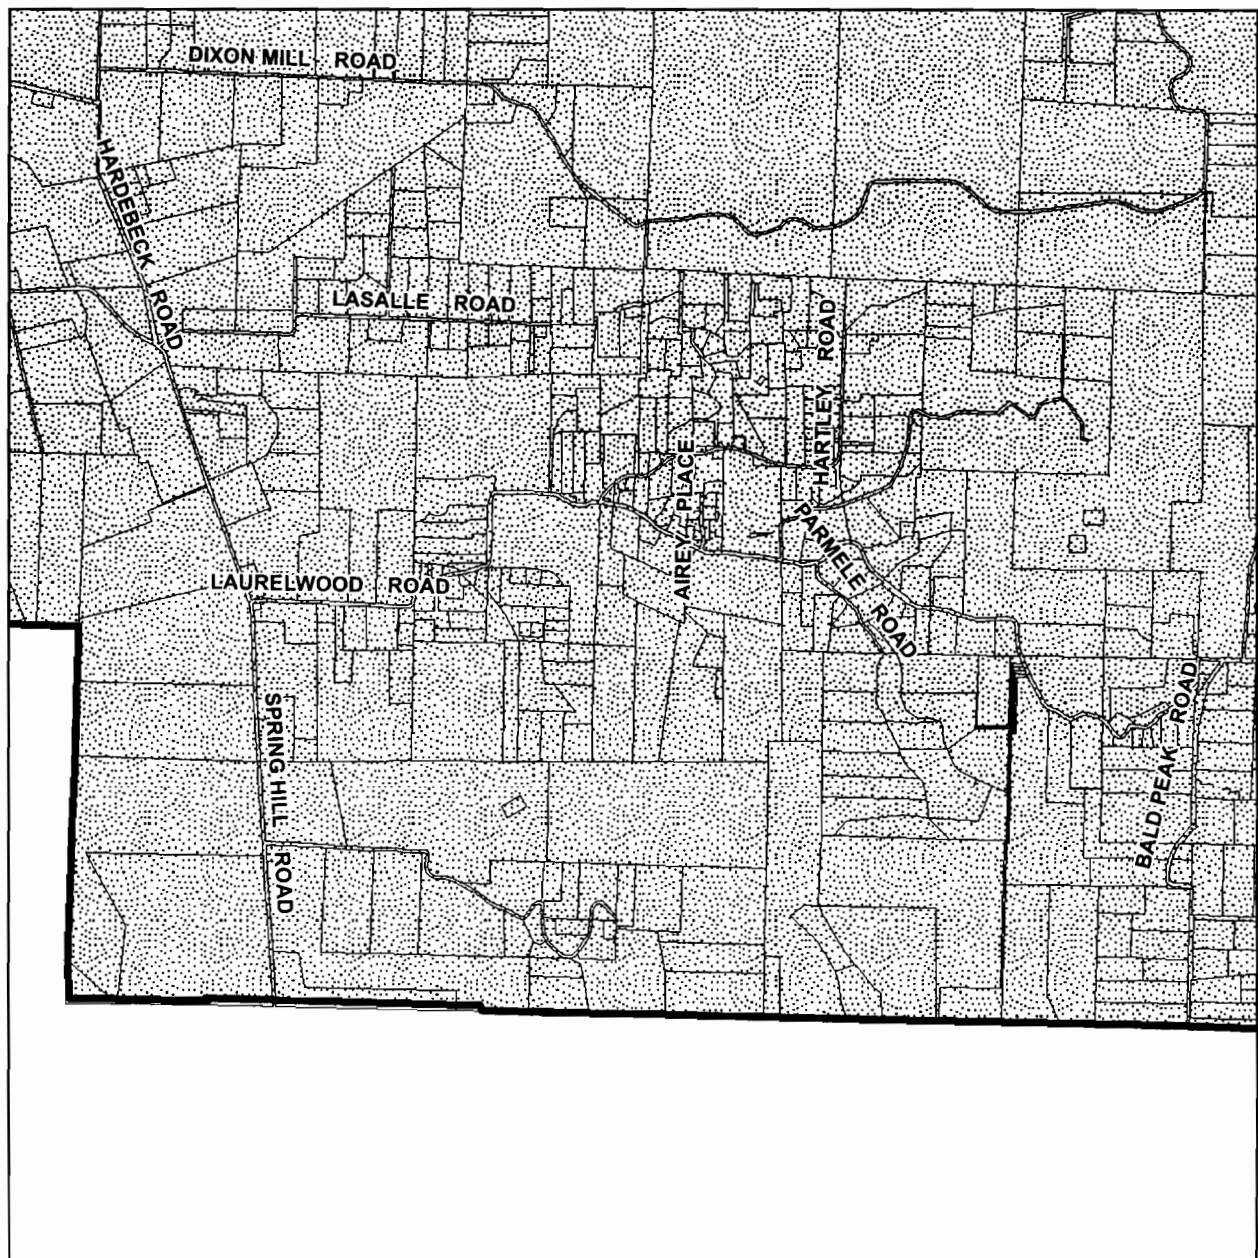 DIXON MILL ROAD
HARDEBECK ROAD
LASALLE ROAD
HARTLEY ROAD
AIREY PLACE
PARMELE ROAD
LAURELWOOD ROAD
SPRING HILL ROAD
BALD PEAK ROAD